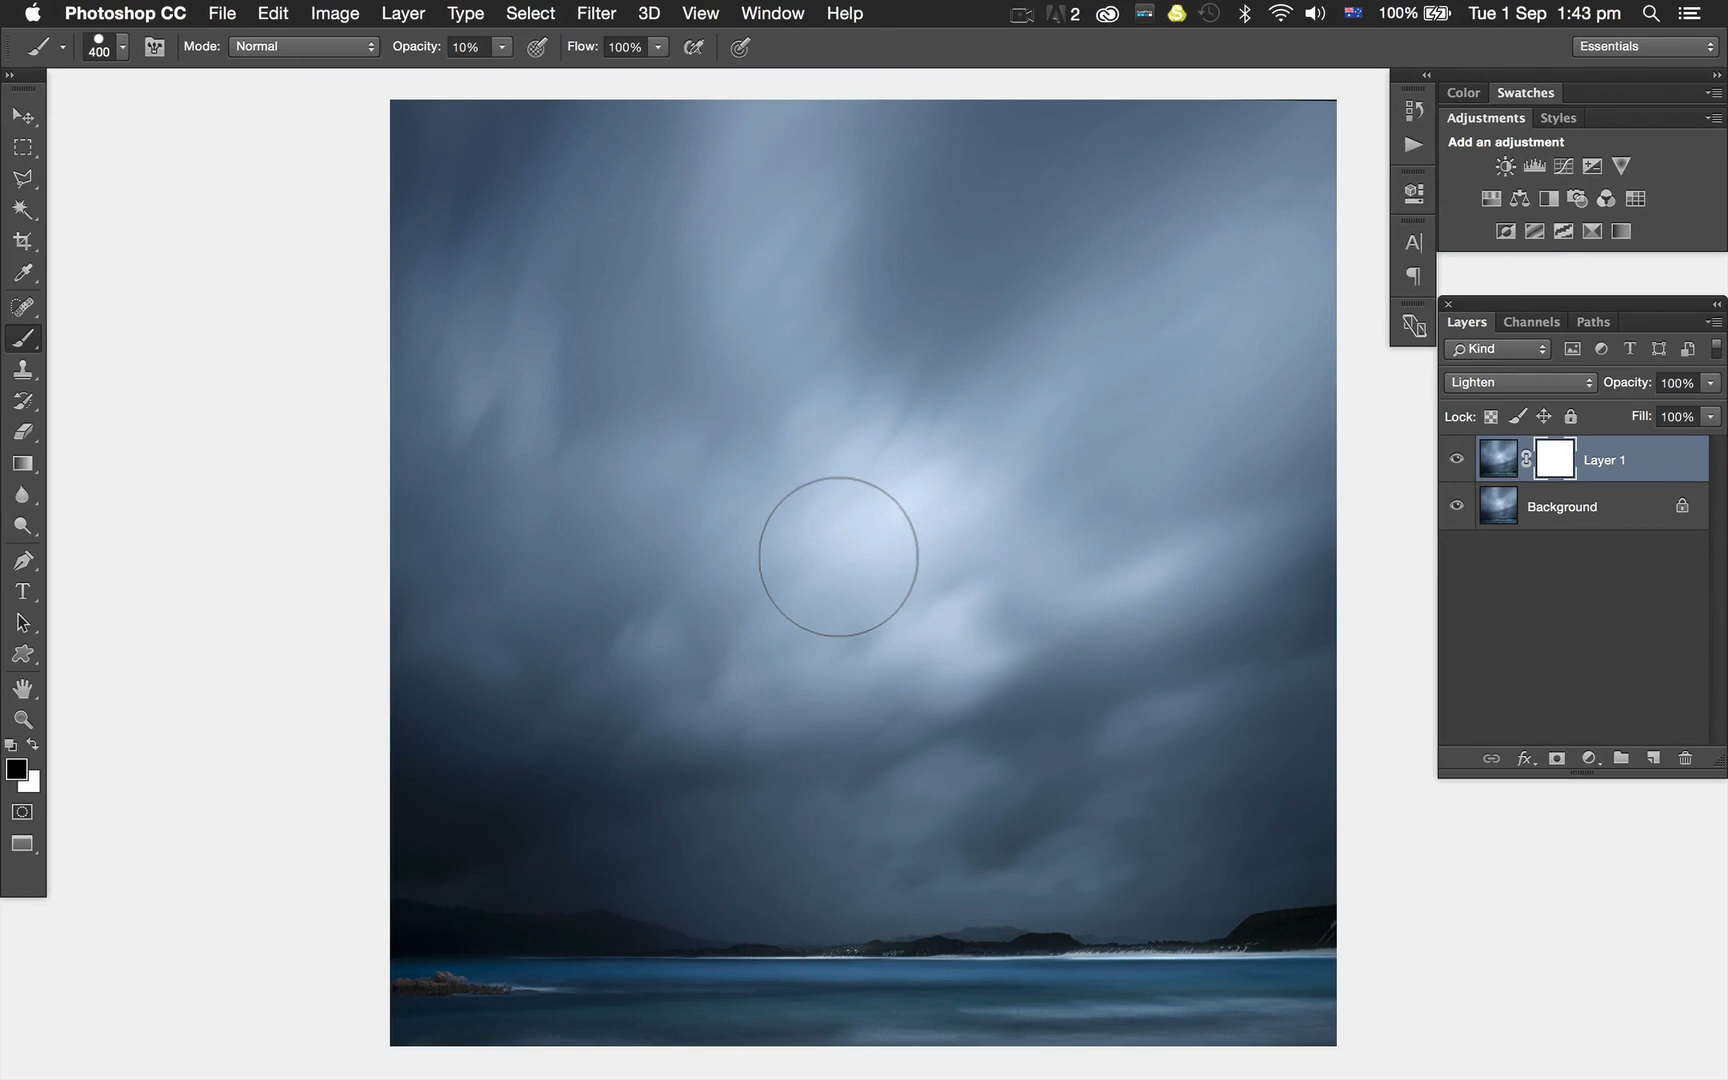 Photoshop CC File Edit Image Layer Type Select Filter 3D View Window Help 2 100% Tue 1 Sep 1:43 pm
400 Mode: Normal Opacity: 10% Flow: 100% Essentials
Color Swatches
Adjustments Styles
Add an adjustment
Layers Channels Paths
Kind
Lighten Opacity: 100%
Lock: Fill: 100%
Layer 1
Background